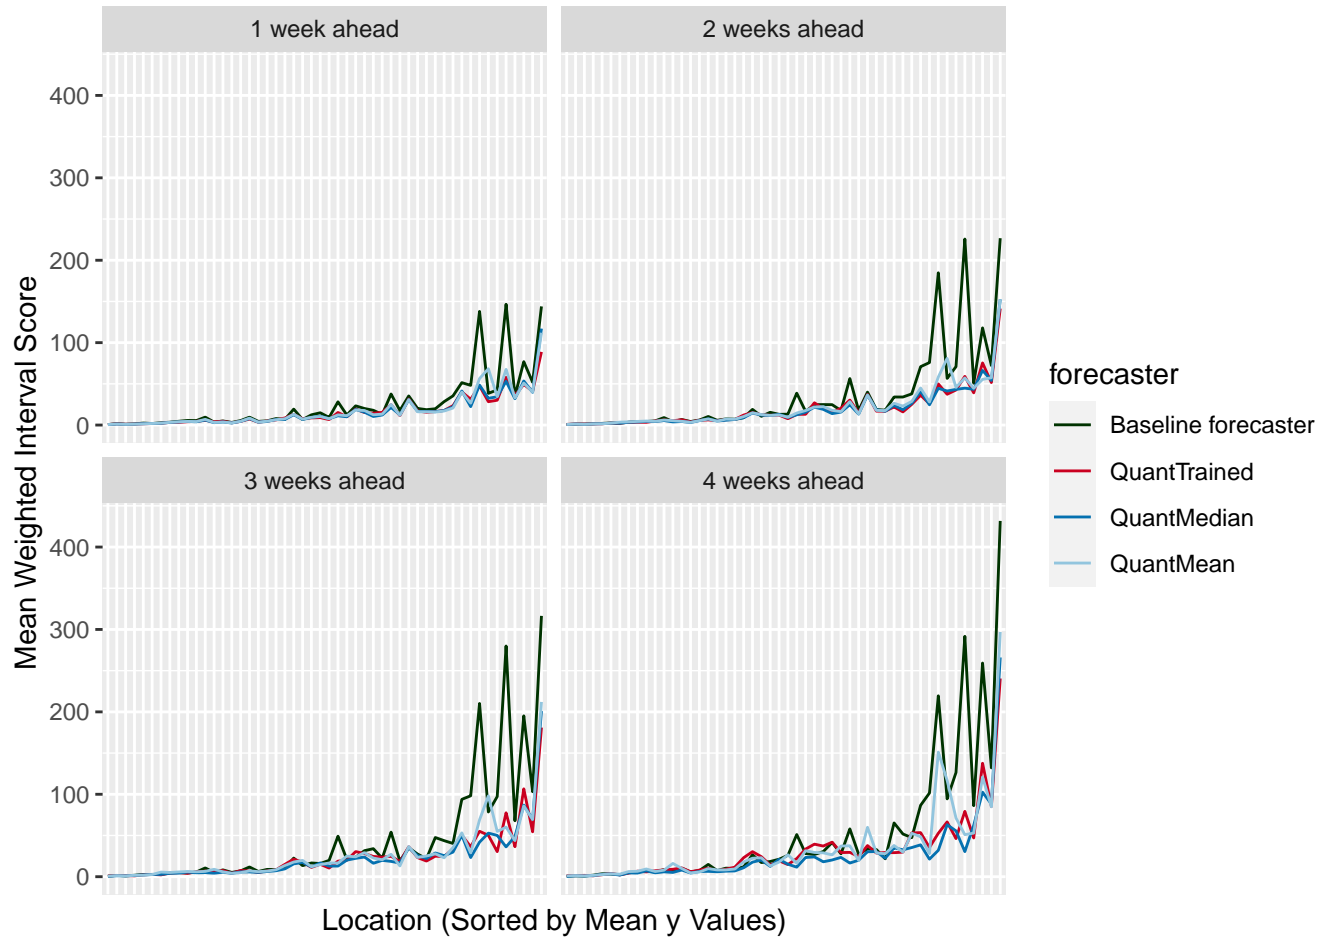 1 week ahead
2 weeks ahead
400
300
200
100
0
3 weeks ahead
4 weeks ahead
400
300
200
100
0
Mean Weighted Interval Score
Location (Sorted by Mean y Values)
forecaster
Baseline forecaster
QuantTrained
QuantMedian
QuantMean